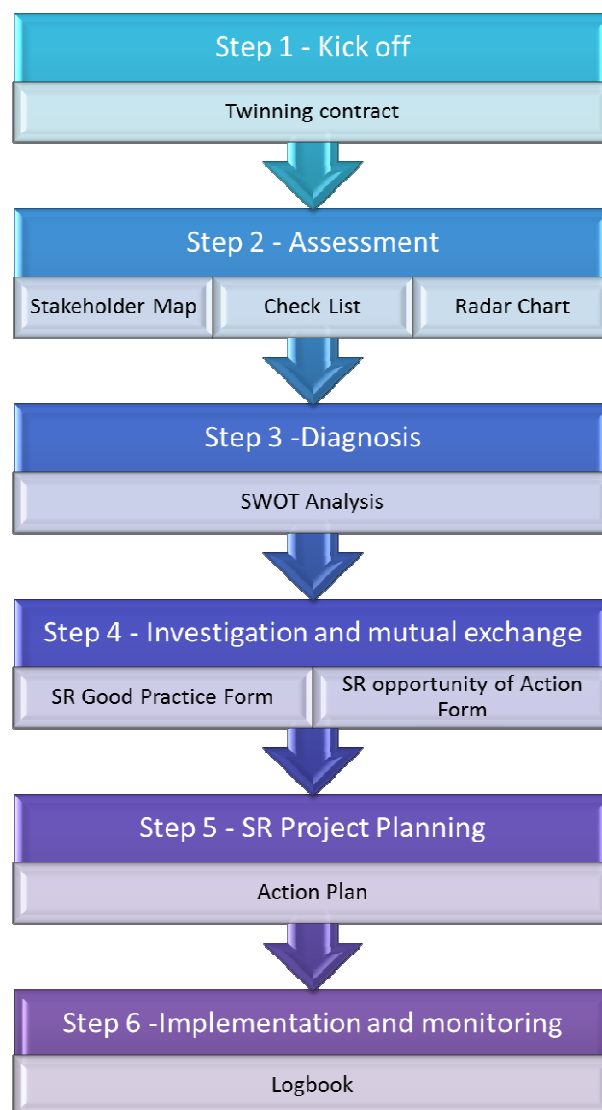 Step 1 - Kick off
Twinning contract
Step 2 - Assessment
Stakeholder Map
Check List
Radar Chart
Step 3 -Diagnosis
SWOT Analysis
Step 4 - Investigation and mutual exchange
SR Good Practice Form
SR opportunity of Action
Form
Step 5 - SR Project Planning
Action Plan
Step 6 -Implementation and monitoring
Logbook